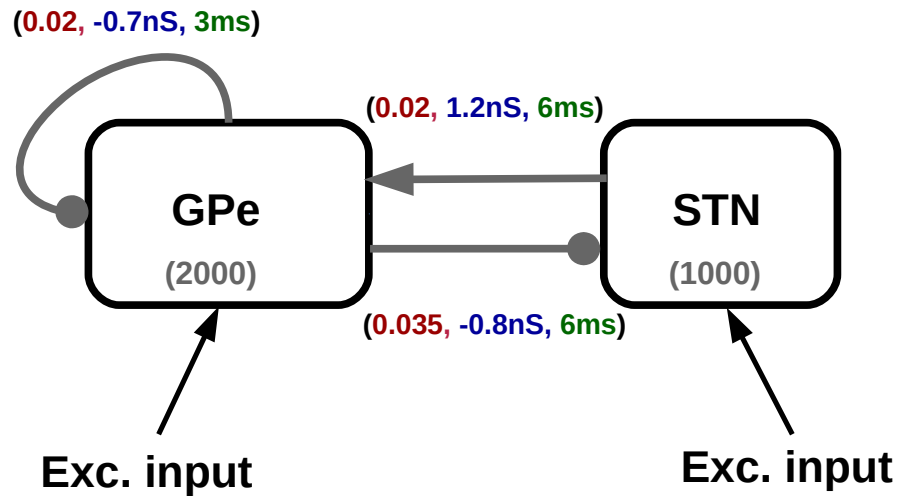 (0.02, -0.7nS, 3ms)
(0.02, 1.2nS, 6ms)
GPe
(2000)
STN
(1000)
(0.035, -0.8nS, 6ms)
Exc. input
Exc. input